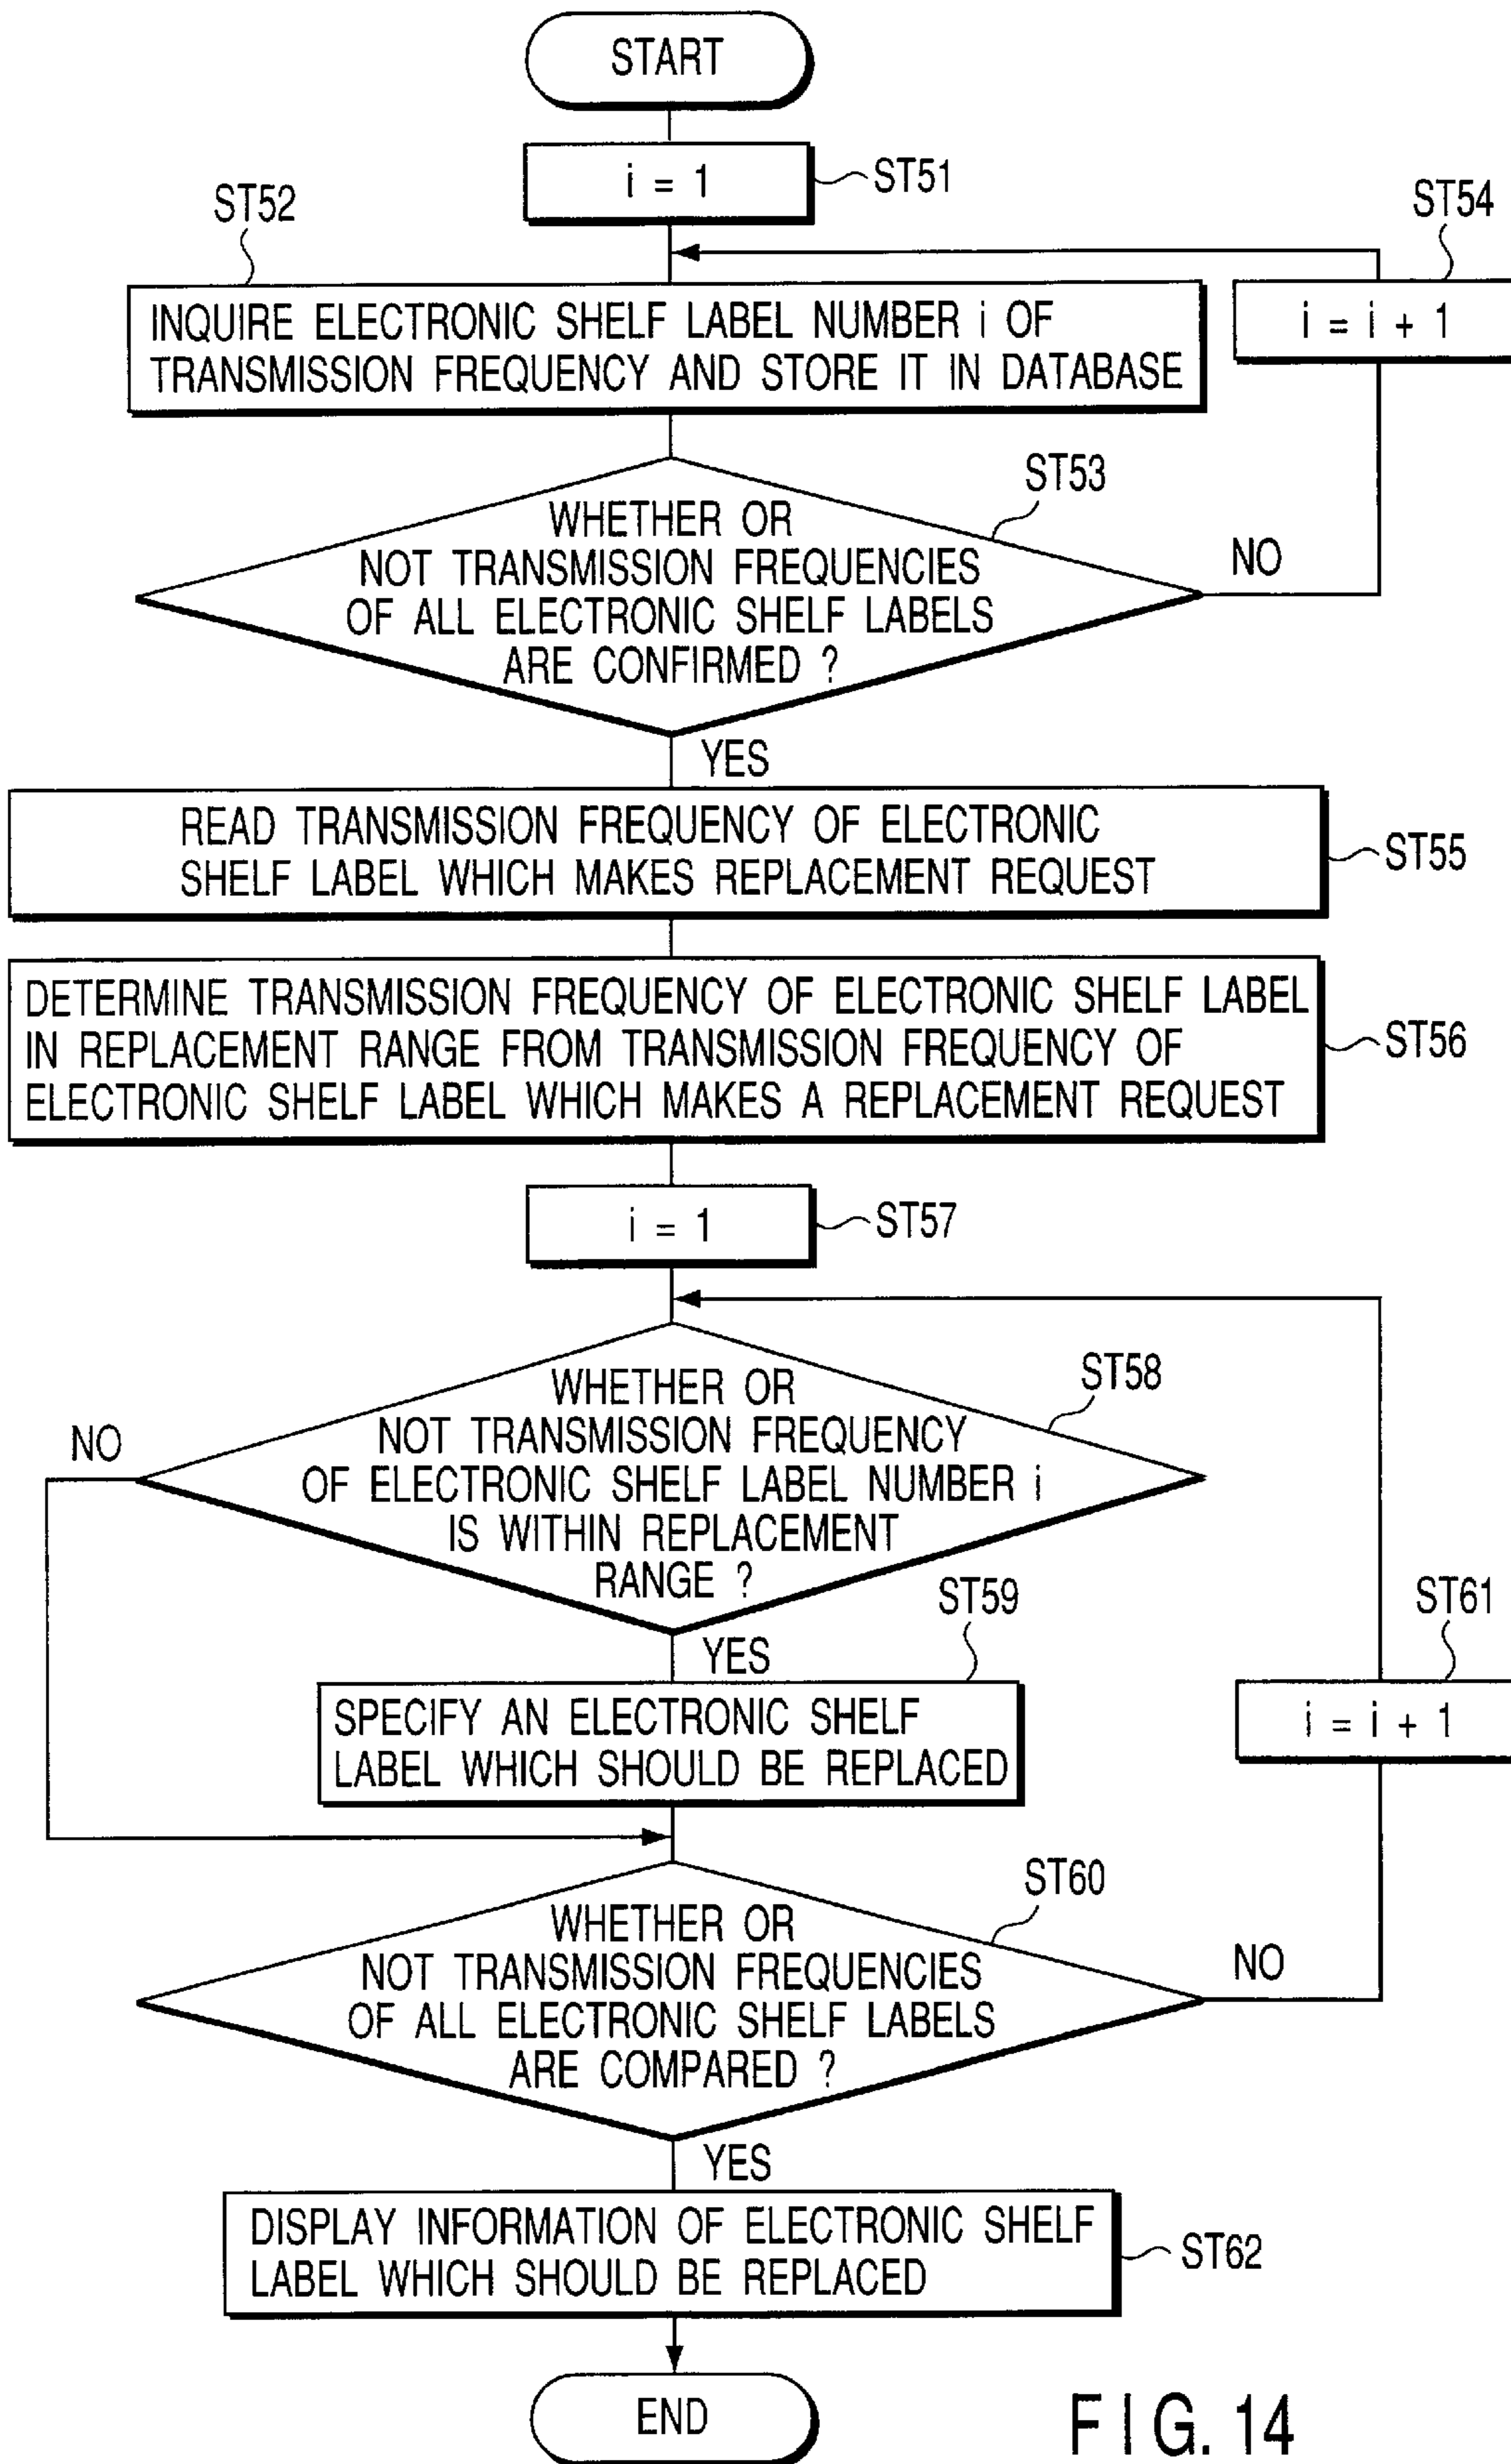 START
i = 1
ST51
ST52
ST54
INQUIRE ELECTRONIC SHELF LABEL NUMBER i OF
TRANSMISSION FREQUENCY AND STORE IT IN DATABASE
i = i + 1
ST53
WHETHER OR
NOT TRANSMISSION FREQUENCIES
OF ALL ELECTRONIC SHELF LABELS
ARE CONFIRMED ?
NO
YES
READ TRANSMISSION FREQUENCY OF ELECTRONIC
SHELF LABEL WHICH MAKES REPLACEMENT REQUEST
ST55
DETERMINE TRANSMISSION FREQUENCY OF ELECTRONIC SHELF LABEL
IN REPLACEMENT RANGE FROM TRANSMISSION FREQUENCY OF
ELECTRONIC SHELF LABEL WHICH MAKES A REPLACEMENT REQUEST
ST56
i = 1
ST57
ST58
WHETHER OR
NOT TRANSMISSION FREQUENCY
OF ELECTRONIC SHELF LABEL NUMBER i
IS WITHIN REPLACEMENT
RANGE ?
NO
YES
ST59
ST61
SPECIFY AN ELECTRONIC SHELF
LABEL WHICH SHOULD BE REPLACED
i = i + 1
ST60
WHETHER OR
NOT TRANSMISSION FREQUENCIES
OF ALL ELECTRONIC SHELF LABELS
ARE COMPARED ?
NO
YES
DISPLAY INFORMATION OF ELECTRONIC SHELF
LABEL WHICH SHOULD BE REPLACED
ST62
END
FIG. 14